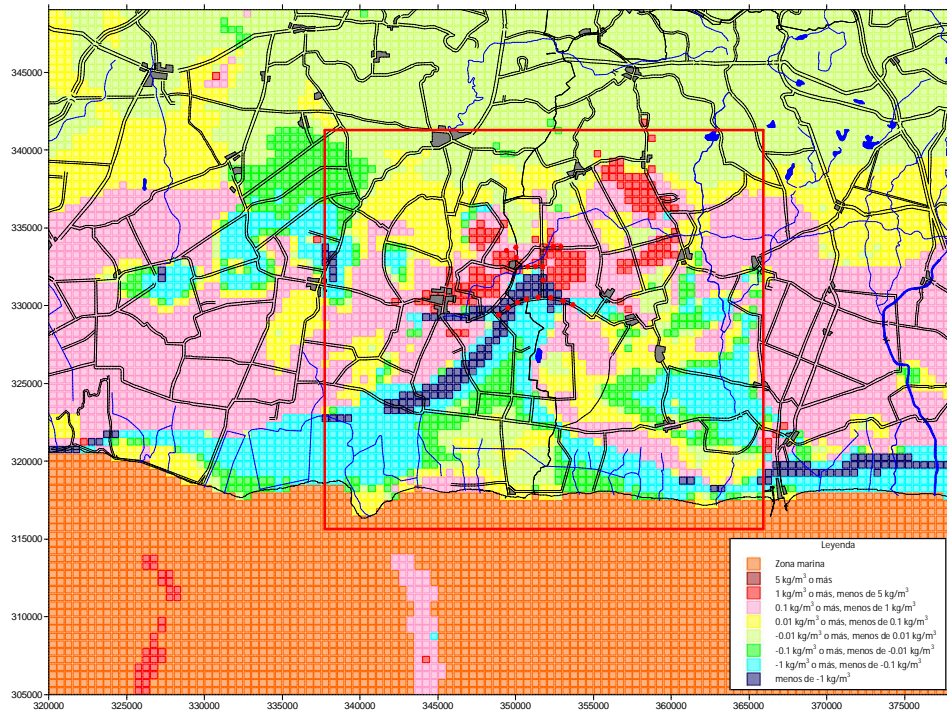 345000
340000
335000
330000
325000
320000
315000
310000
305000
320000 325000 330000 335000 340000 345000 350000 355000 360000 365000 370000 375000
Leyenda
Zona marina
5 kg/m³ o más
1 kg/m³ o más, menos de 5 kg/m³
0.1 kg/m³ o más, menos de 1 kg/m³
0.01 kg/m³ o más, menos de 0.1 kg/m³
-0.01 kg/m³ o más, menos de 0.01 kg/m³
-0.1 kg/m³ o más, menos de -0.01 kg/m³
-1 kg/m³ o más, menos de -0.1 kg/m³
menos de -1 kg/m³